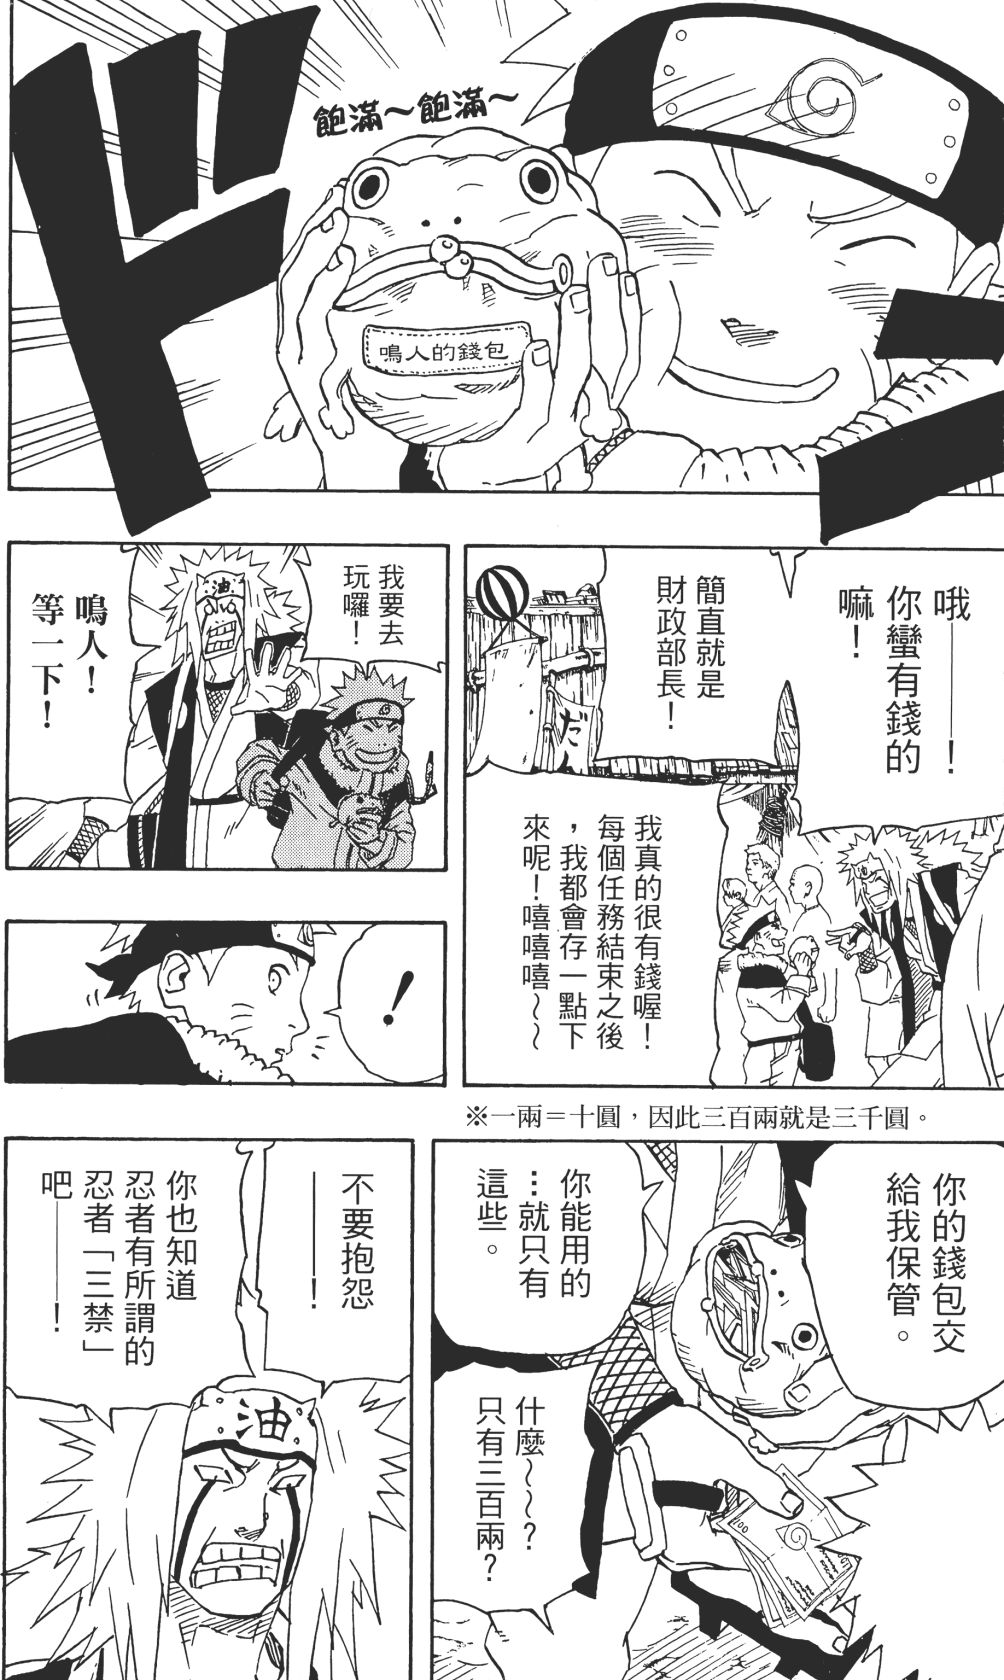 飽滿～飽滿～
ドーン
鳴人的錢包
哦——！
你蠻有錢的
嘛！
簡直就是
財政部長！
我真的很有錢喔！
每個任務結束之後
，我都會存一點下
來呢！嘻嘻嘻～～
だ
我要去
玩囉！
油
鳴人！
等一下！
！
※一兩＝十圓，因此三百兩就是三千圓。
你的錢包交
給我保管。
你能用的
…就只有
這些。
100
什麼～～？
只有三百兩？
不要抱怨
——！
你也知道
忍者有所謂的
忍者「三禁」
吧——！
油